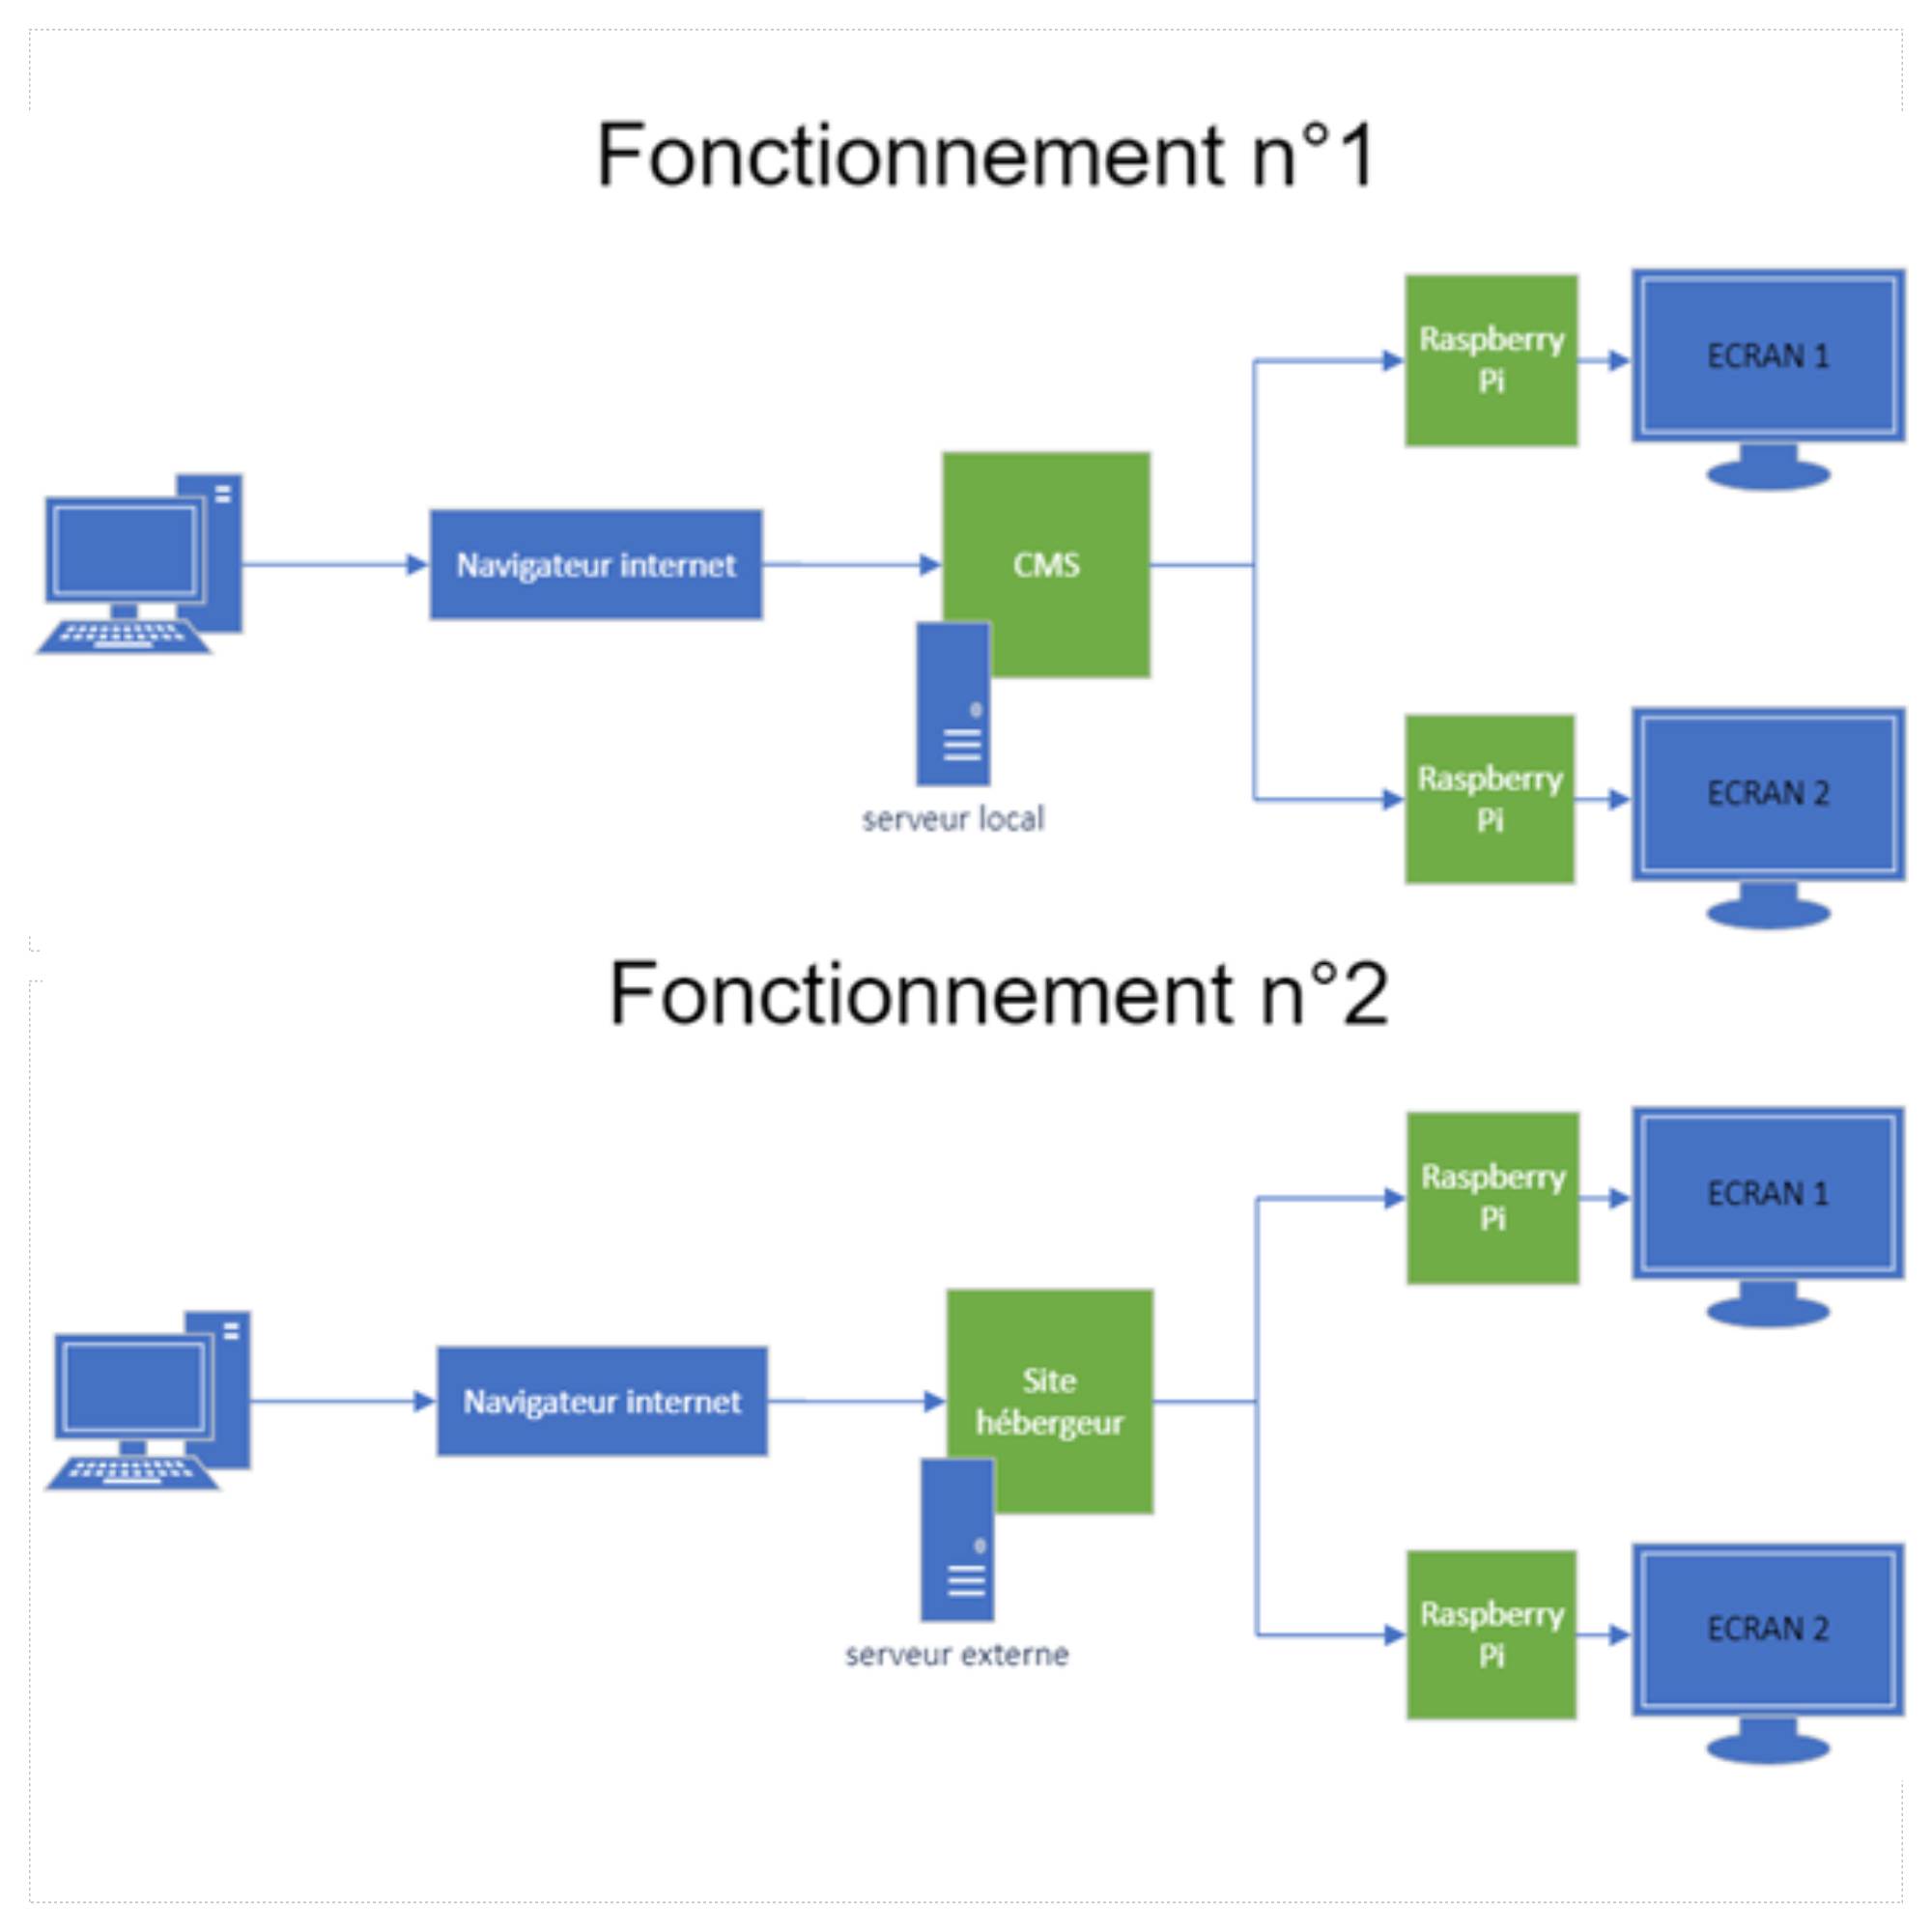 Fonctionnement n°1
Raspberry
Pi
ECRAN 1
Navigateur internet
CMS
serveur local
Raspberry
Pi
ECRAN 2
Fonctionnement n°2
Raspberry
Pi
ECRAN 1
Navigateur internet
Site
hébergeur
serveur externe
Raspberry
Pi
ECRAN 2